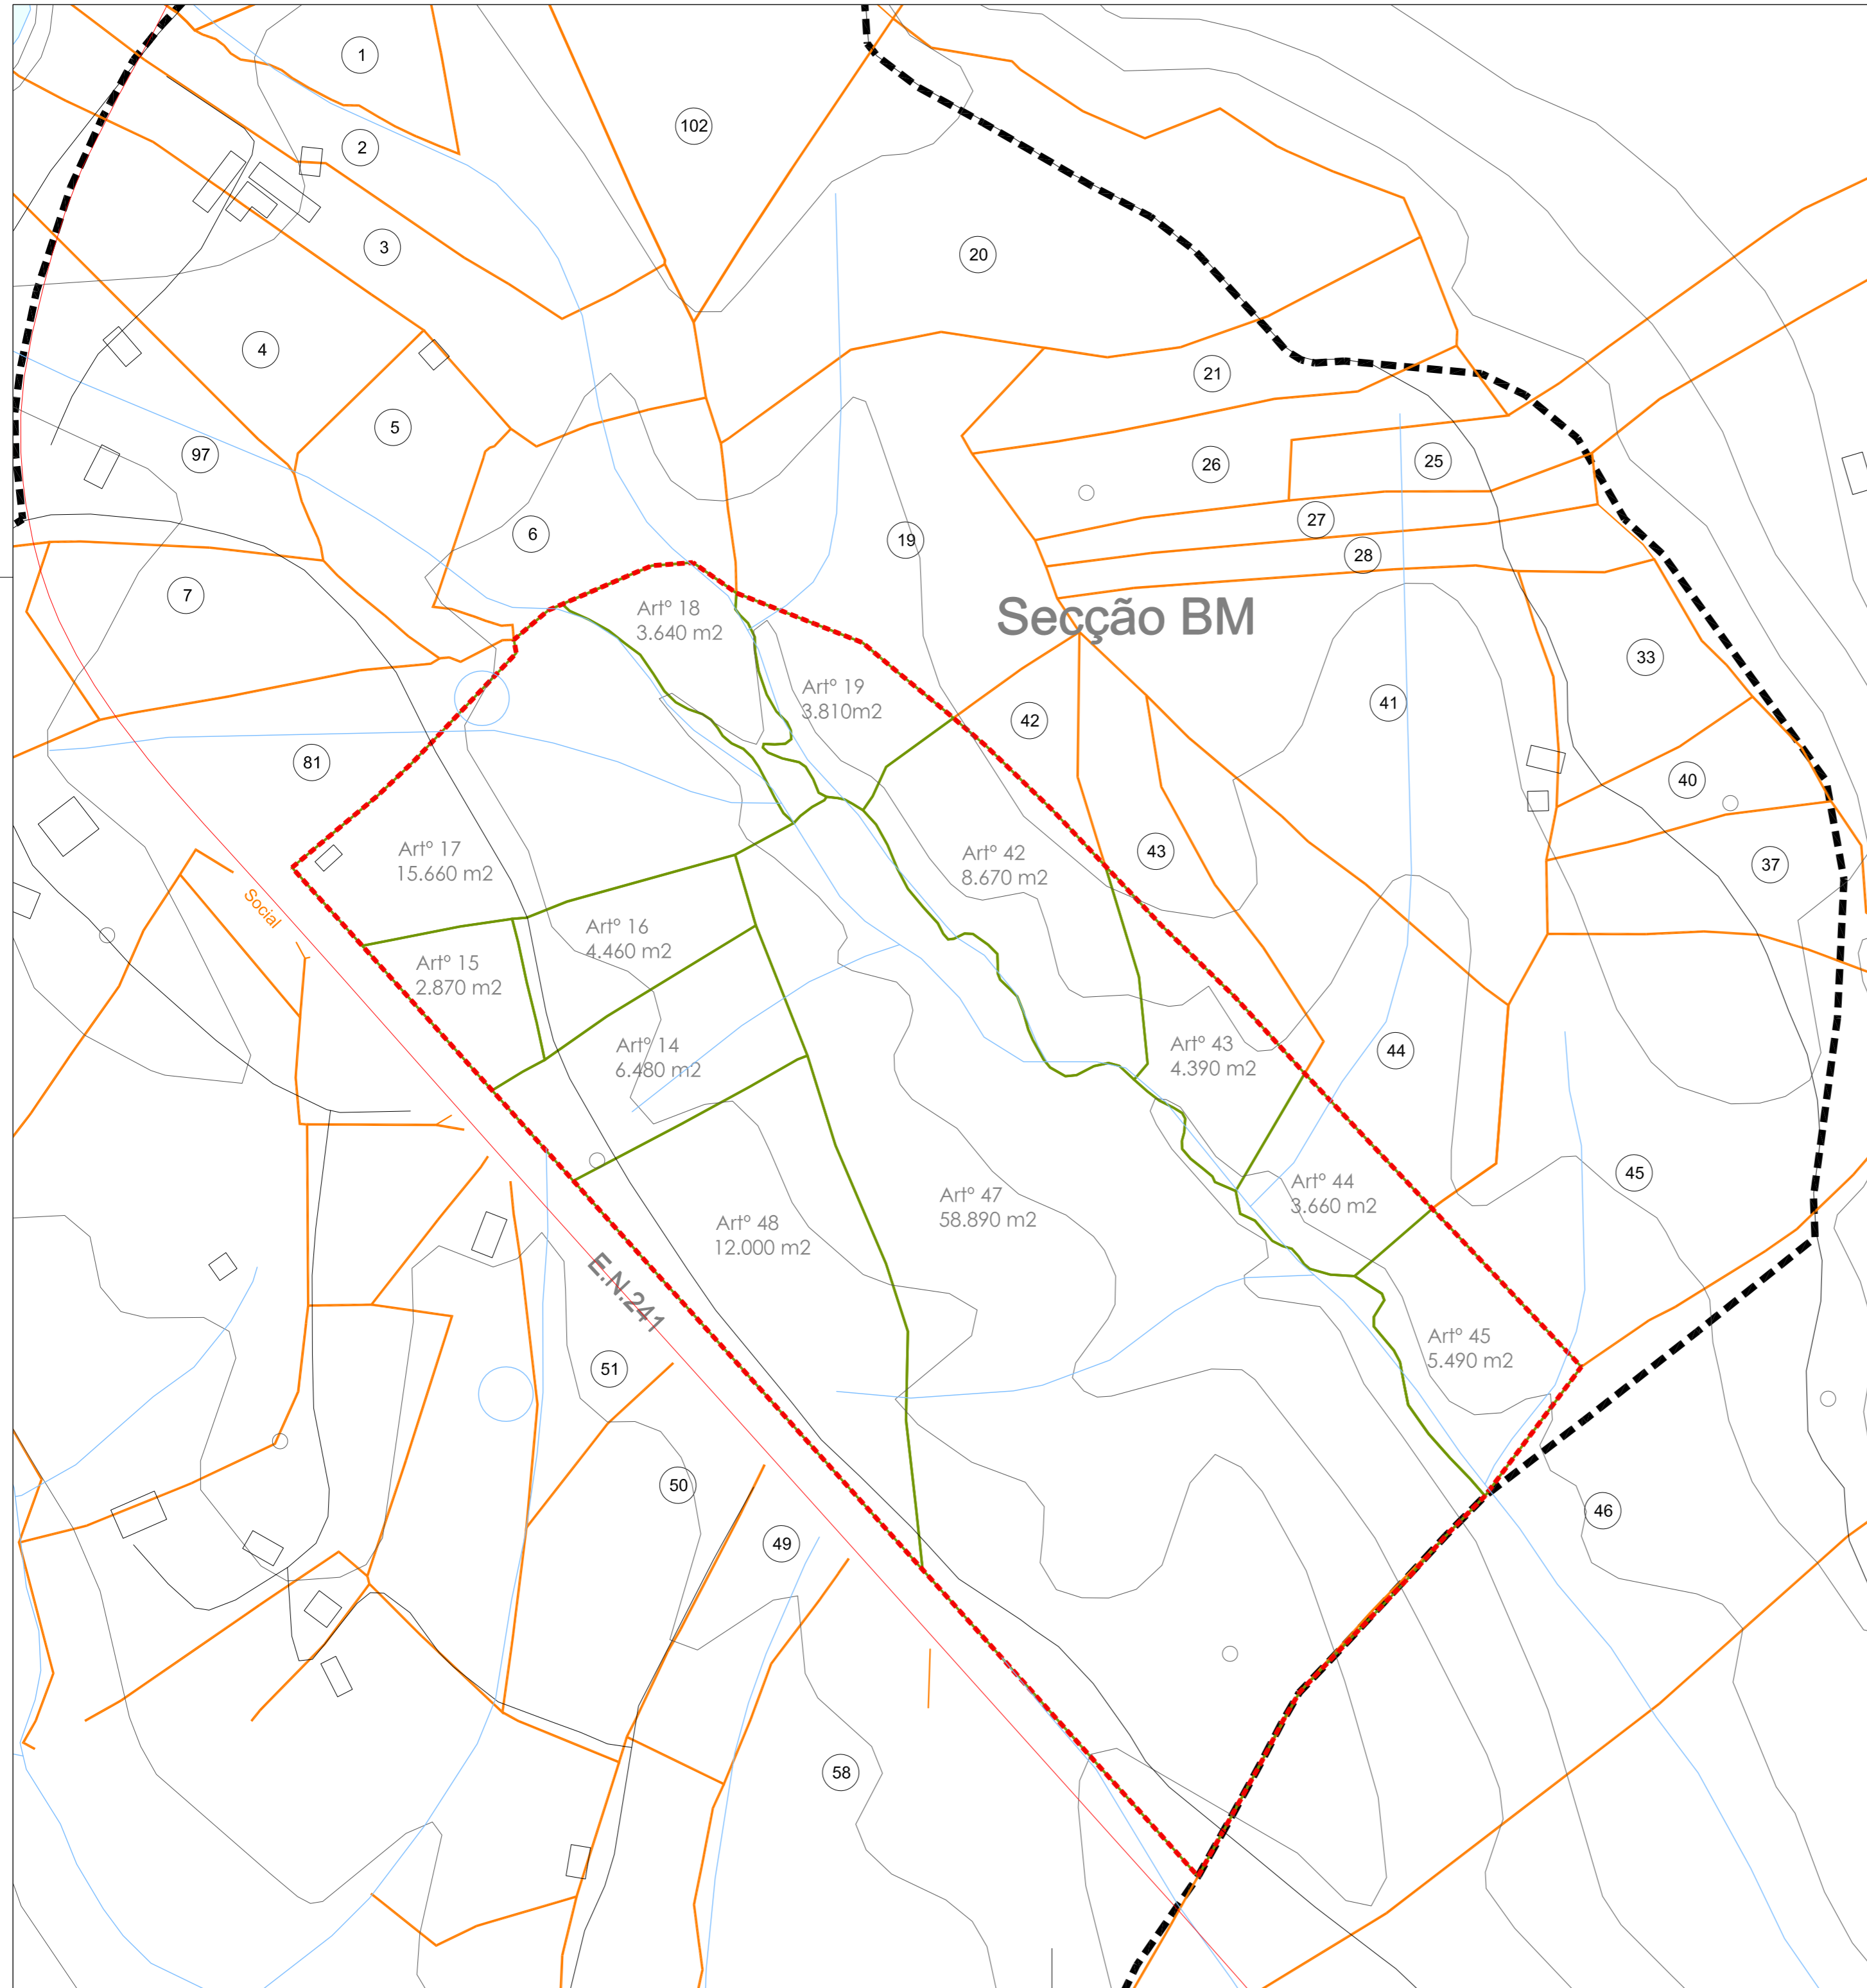 1
102
2
3
20
4
21
5
97
26
25
6
27
19
28
7
Artº 18
3.640 m2
Secção BM
33
Artº 19
3.810m2
42
41
81
40
Artº 17
15.660 m2
Artº 42
8.670 m2
43
37
Social
Artº 16
4.460 m2
Artº 15
2.870 m2
Artº 14
6.480 m2
Artº 43
4.390 m2
44
45
Artº 44
3.660 m2
Artº 47
58.890 m2
Artº 48
12.000 m2
E.N.241
Artº 45
5.490 m2
51
50
46
49
58